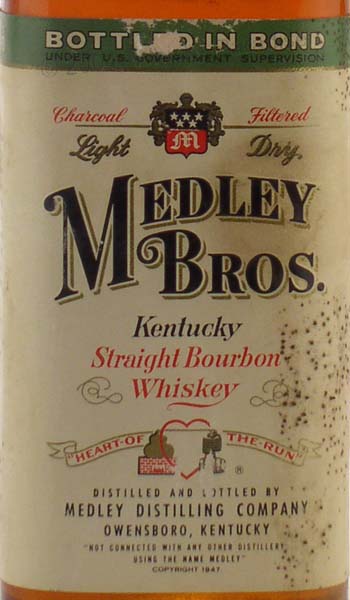 BOTTLED IN BOND
UNDER U.S. GOVERNMENT SUPERVISION
Charcoal Filtered
Light M Dry
MEDLEY
BROS.
Kentucky
Straight Bourbon
Whiskey
"HEART-OF THE-RUN"
®
DISTILLED AND BOTTLED BY
MEDLEY DISTILLING COMPANY
OWENSBORO, KENTUCKY
"NOT CONNECTED WITH ANY OTHER DISTILLERY
USING THE NAME MEDLEY"
COPYRIGHT 1947